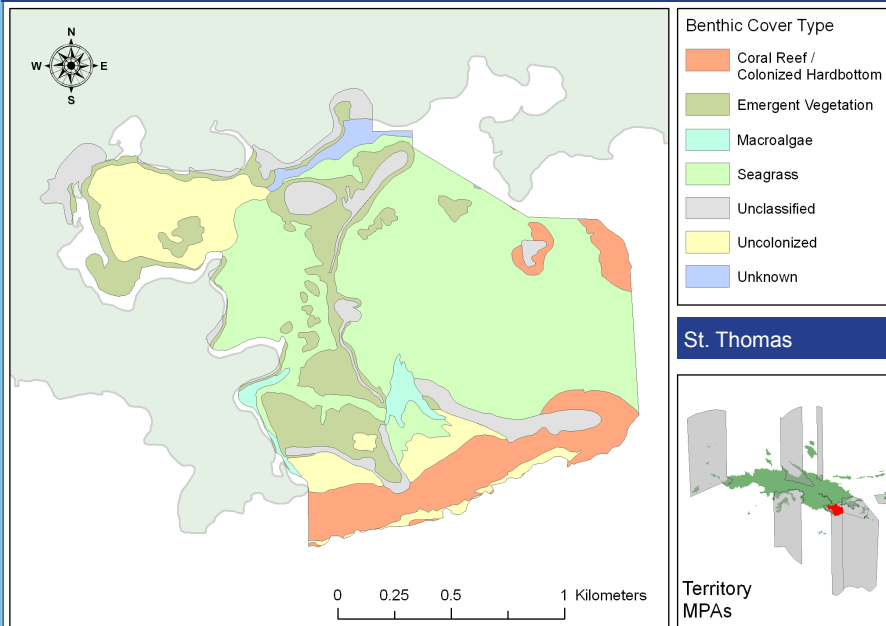 N
W E
S
0 0.25 0.5 1 Kilometers
Benthic Cover Type
Coral Reef /
Colonized Hardbottom
Emergent Vegetation
Macroalgae
Seagrass
Unclassified
Uncolonized
Unknown
St. Thomas
Territory
MPAs